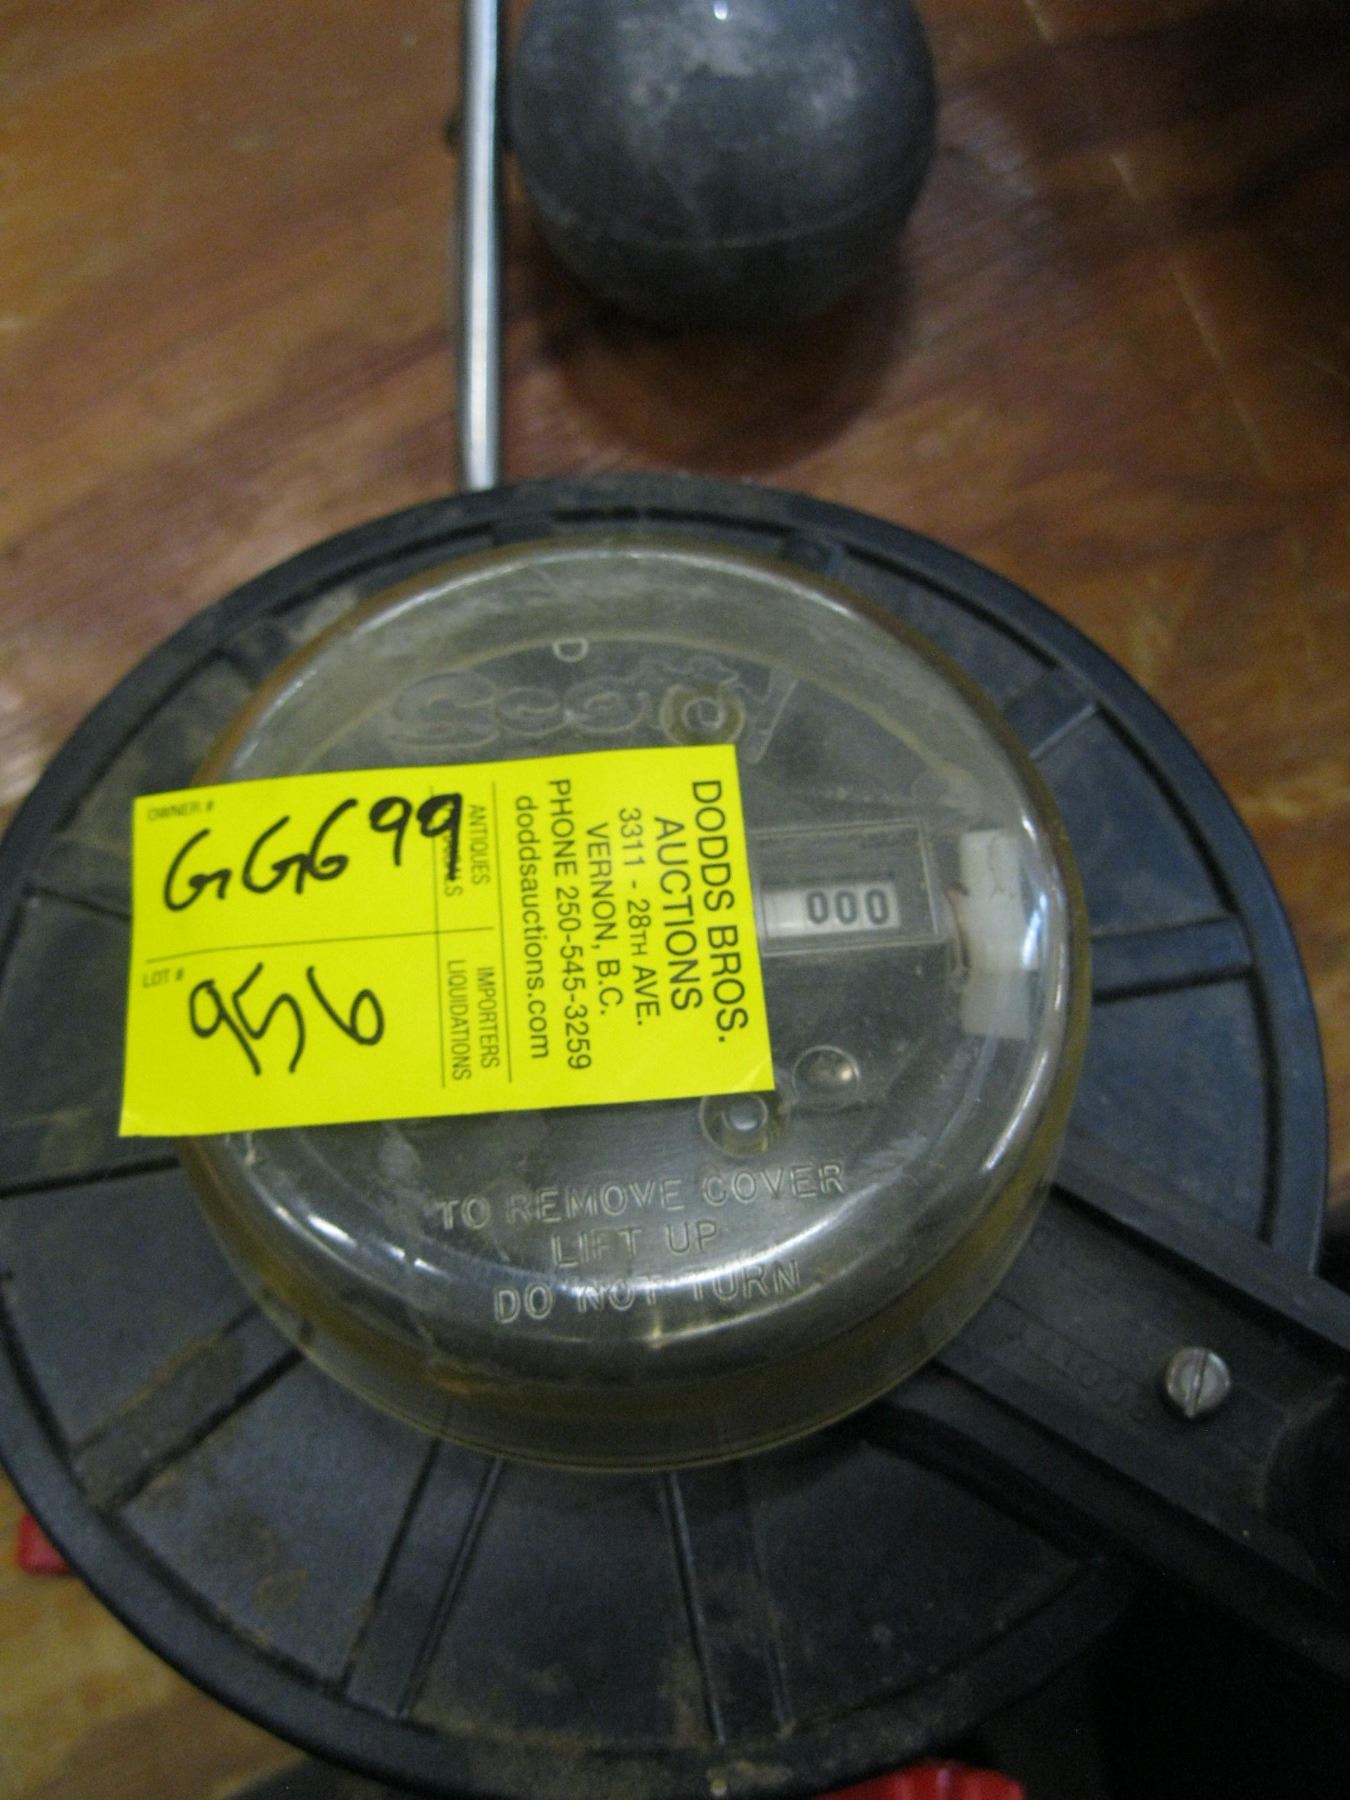 DODDS BROS.
AUCTIONS
3311 - 28TH AVE.
VERNON, B.C.
PHONE 250-545-3259
doddsauctions.com
ANTIQUES
IMPORTERS
LIQUIDATIONS
OWNER #
GG699
LOT #
956
000
TO REMOVE COVER
LIFT UP
DO NOT TURN